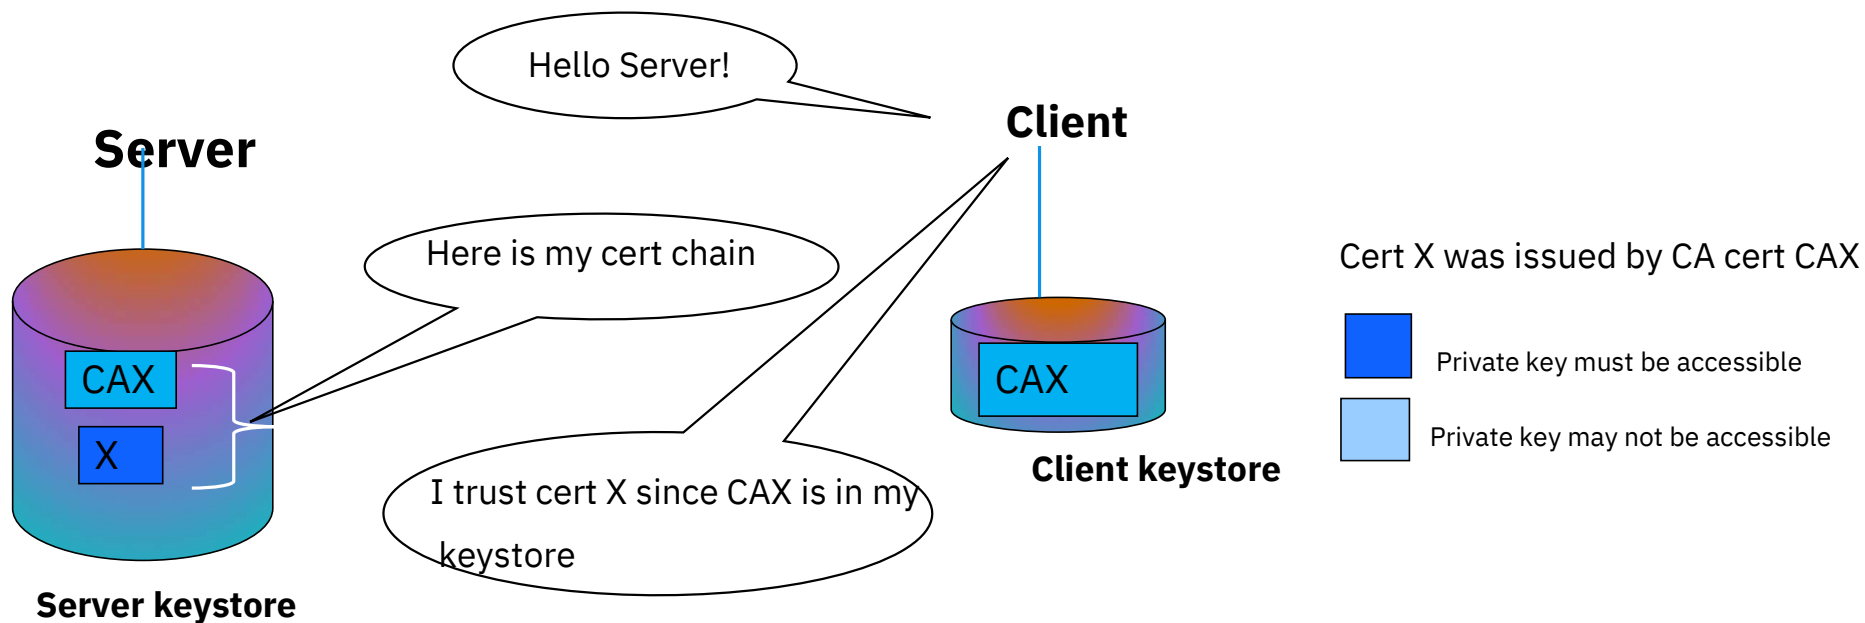 Hello Server!
Client
Server
Here is my cert chain
Cert X was issued by CA cert CAX
CAX
X
CAX
Private key must be accessible
Private key may not be accessible
Client keystore
I trust cert X since CAX is in my
keystore
Server keystore